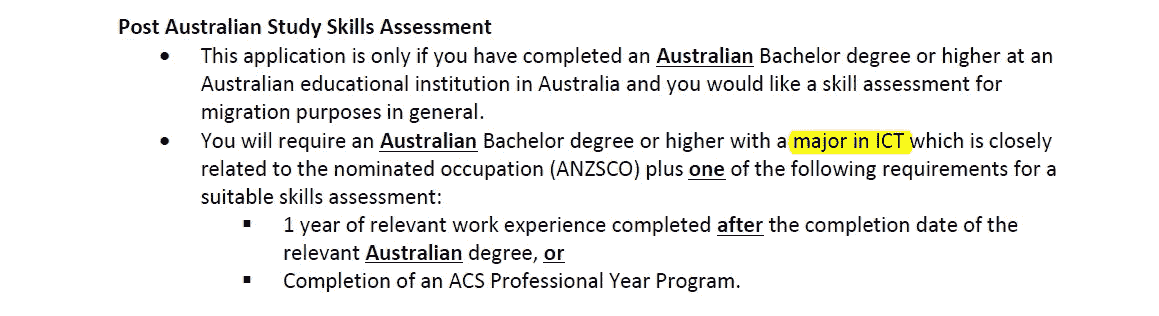 Post Australian Study Skills Assessment
• This application is only if you have completed an Australian Bachelor degree or higher at an
Australian educational institution in Australia and you would like a skill assessment for
migration purposes in general.
• You will require an Australian Bachelor degree or higher with a major in ICT which is closely
related to the nominated occupation (ANZSCO) plus one of the following requirements for a
suitable skills assessment:
▪ 1 year of relevant work experience completed after the completion date of the
relevant Australian degree, or
▪ Completion of an ACS Professional Year Program.